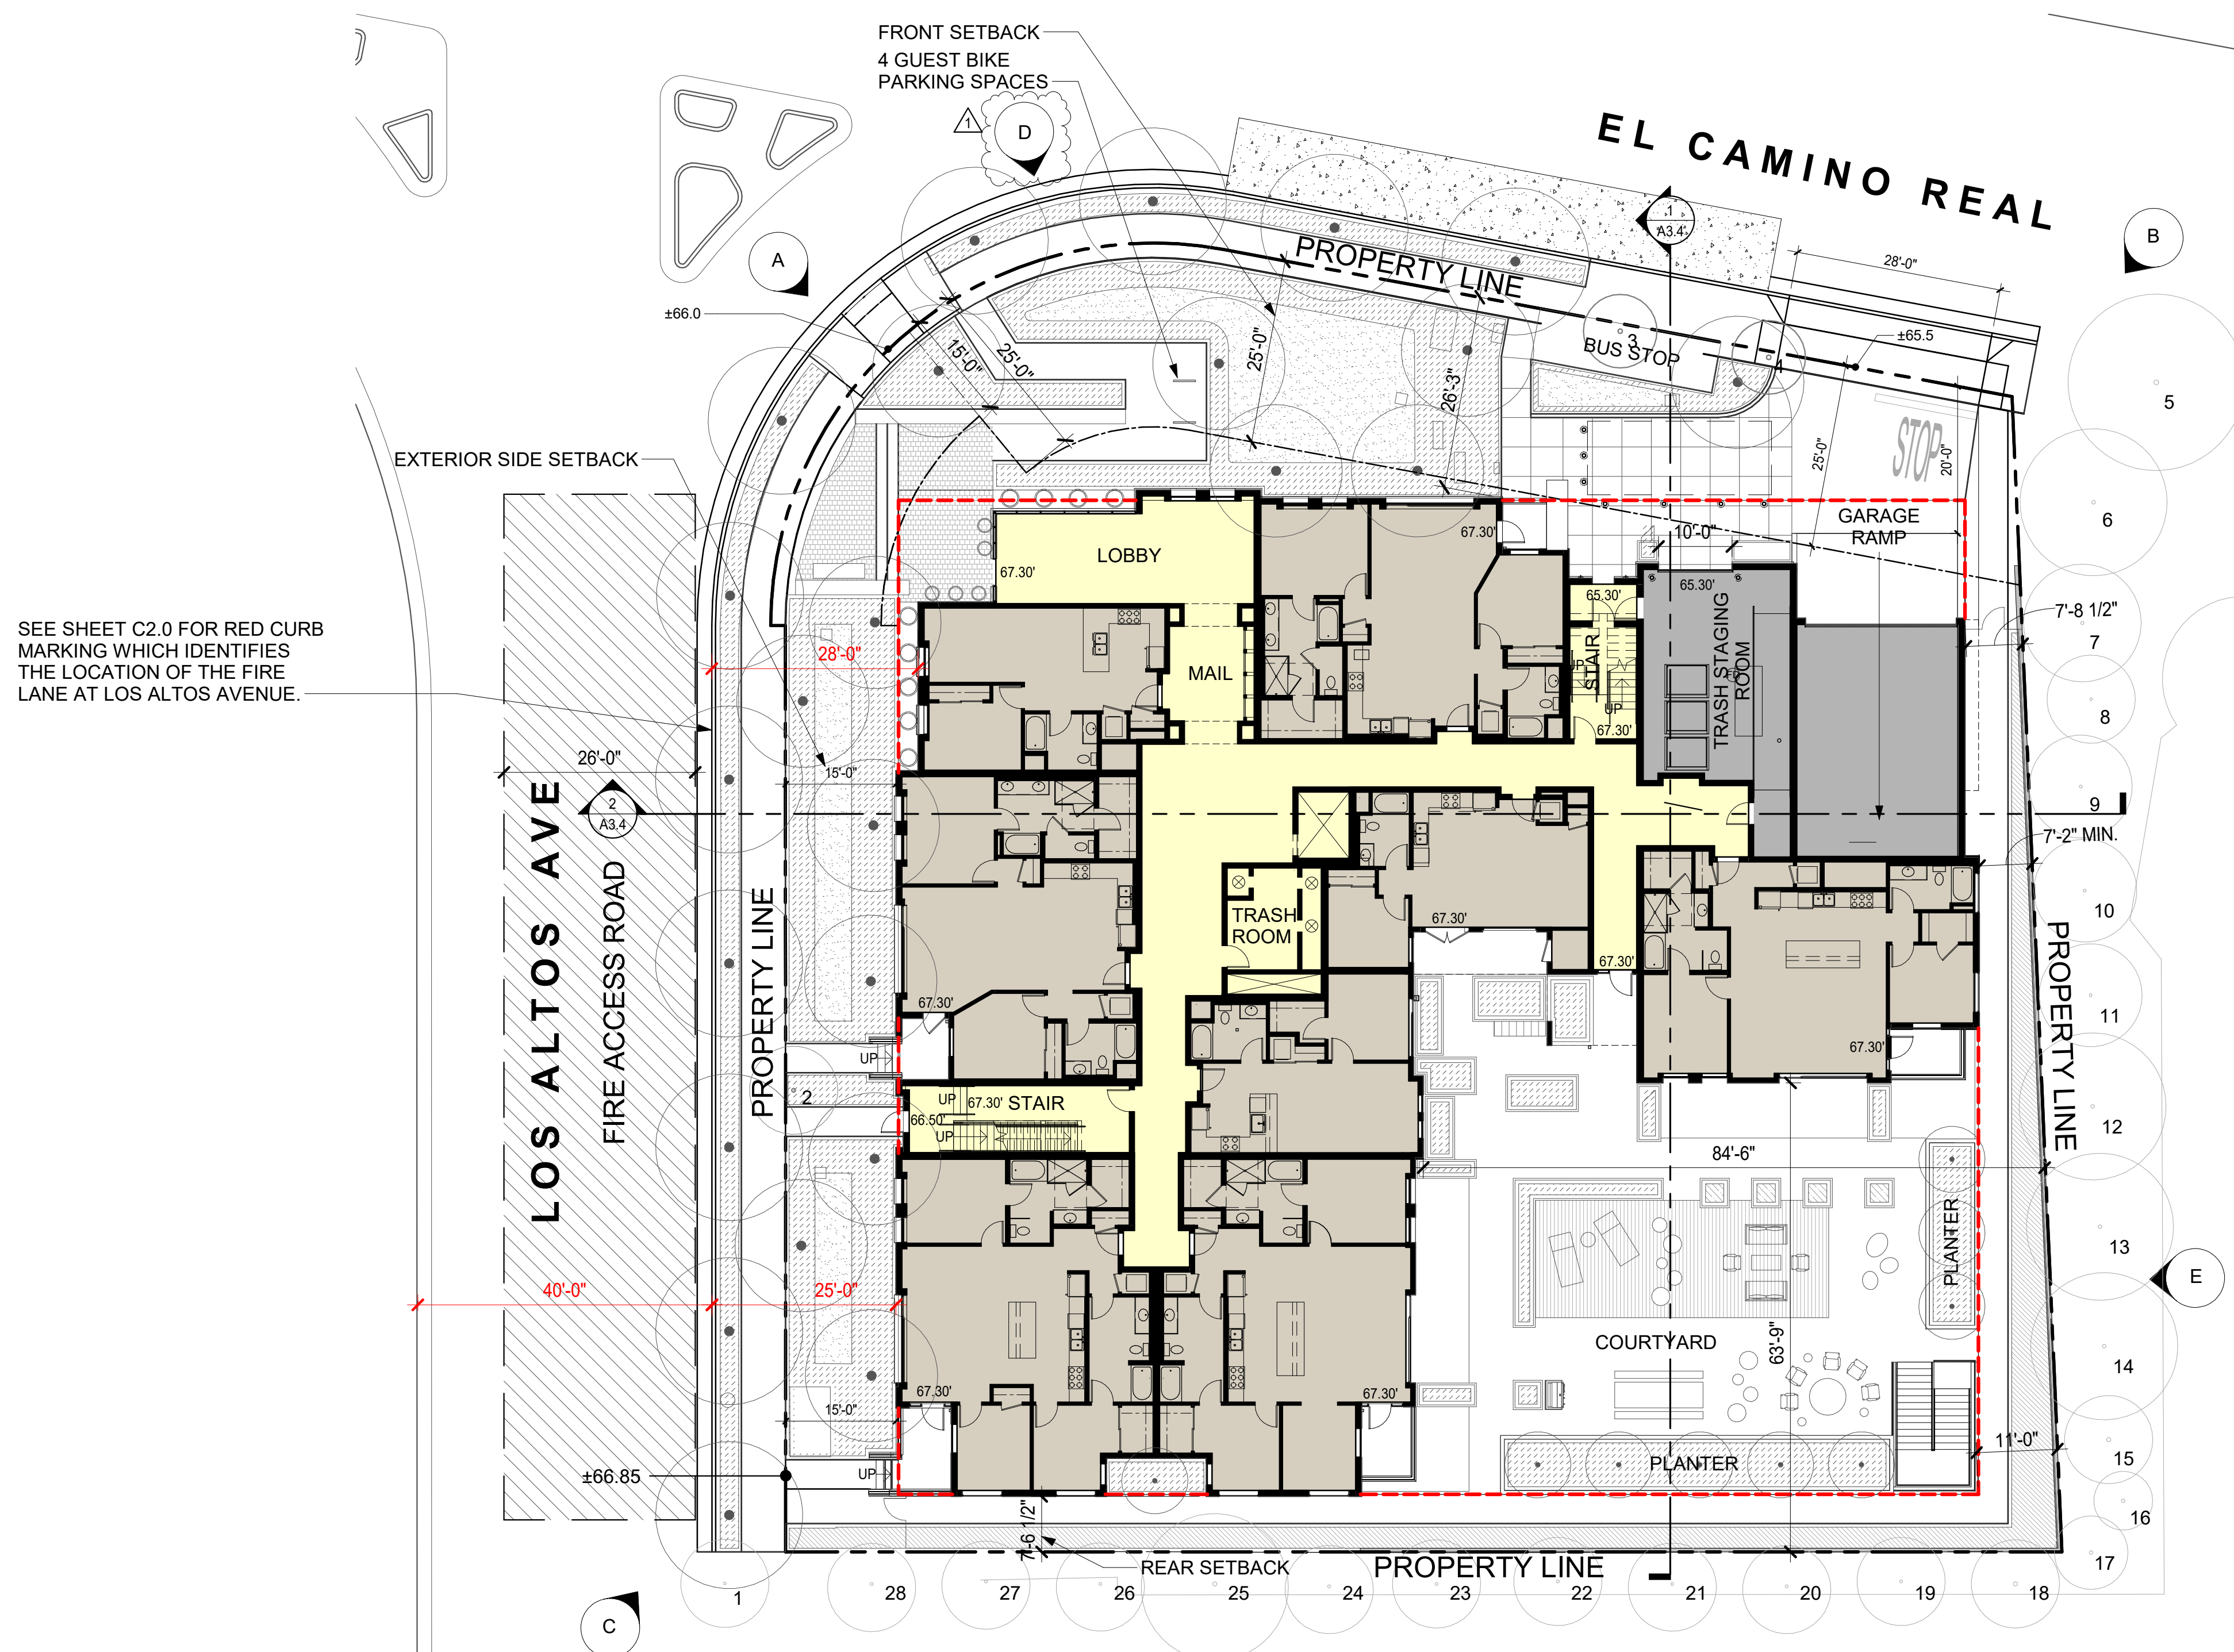 FRONT SETBACK
4 GUEST BIKE
PARKING SPACES
1
D
EL CAMINO REAL
1
A3.4
B
A
28'-0"
PROPERTY LINE
±66.0
±65.5
3
BUS STOP
4
5
15'-0"
25'-0"
25'-0"
26'-3"
25'-0"
STOP
20'-0"
EXTERIOR SIDE SETBACK
6
GARAGE
RAMP
10'-0"
LOBBY
67.30'
67.30'
65.30'
65.30'
7'-8 1/2"
7
SEE SHEET C2.0 FOR RED CURB
MARKING WHICH IDENTIFIES
THE LOCATION OF THE FIRE
LANE AT LOS ALTOS AVENUE.
28'-0"
MAIL
UP
STAIR
UP
67.30'
TRASH STAGING
ROOM
8
26'-0"
15'-0"
2
A3.4
9
7'-2" MIN.
LOS ALTOS AVE
FIRE ACCESS ROAD
PROPERTY LINE
TRASH
ROOM
67.30'
10
67.30'
67.30'
PROPERTY LINE
11
67.30'
UP
2
UP
67.30'
STAIR
66.50'
UP
12
84'-6"
PLANTER
13
E
40'-0"
25'-0"
COURTYARD
63'-9"
14
67.30'
67.30'
15'-0"
11'-0"
15
±66.85
UP
PLANTER
16
7'-6 1/2"
REAR SETBACK
PROPERTY LINE
17
1
28
27
26
25
24
23
22
21
20
19
18
C